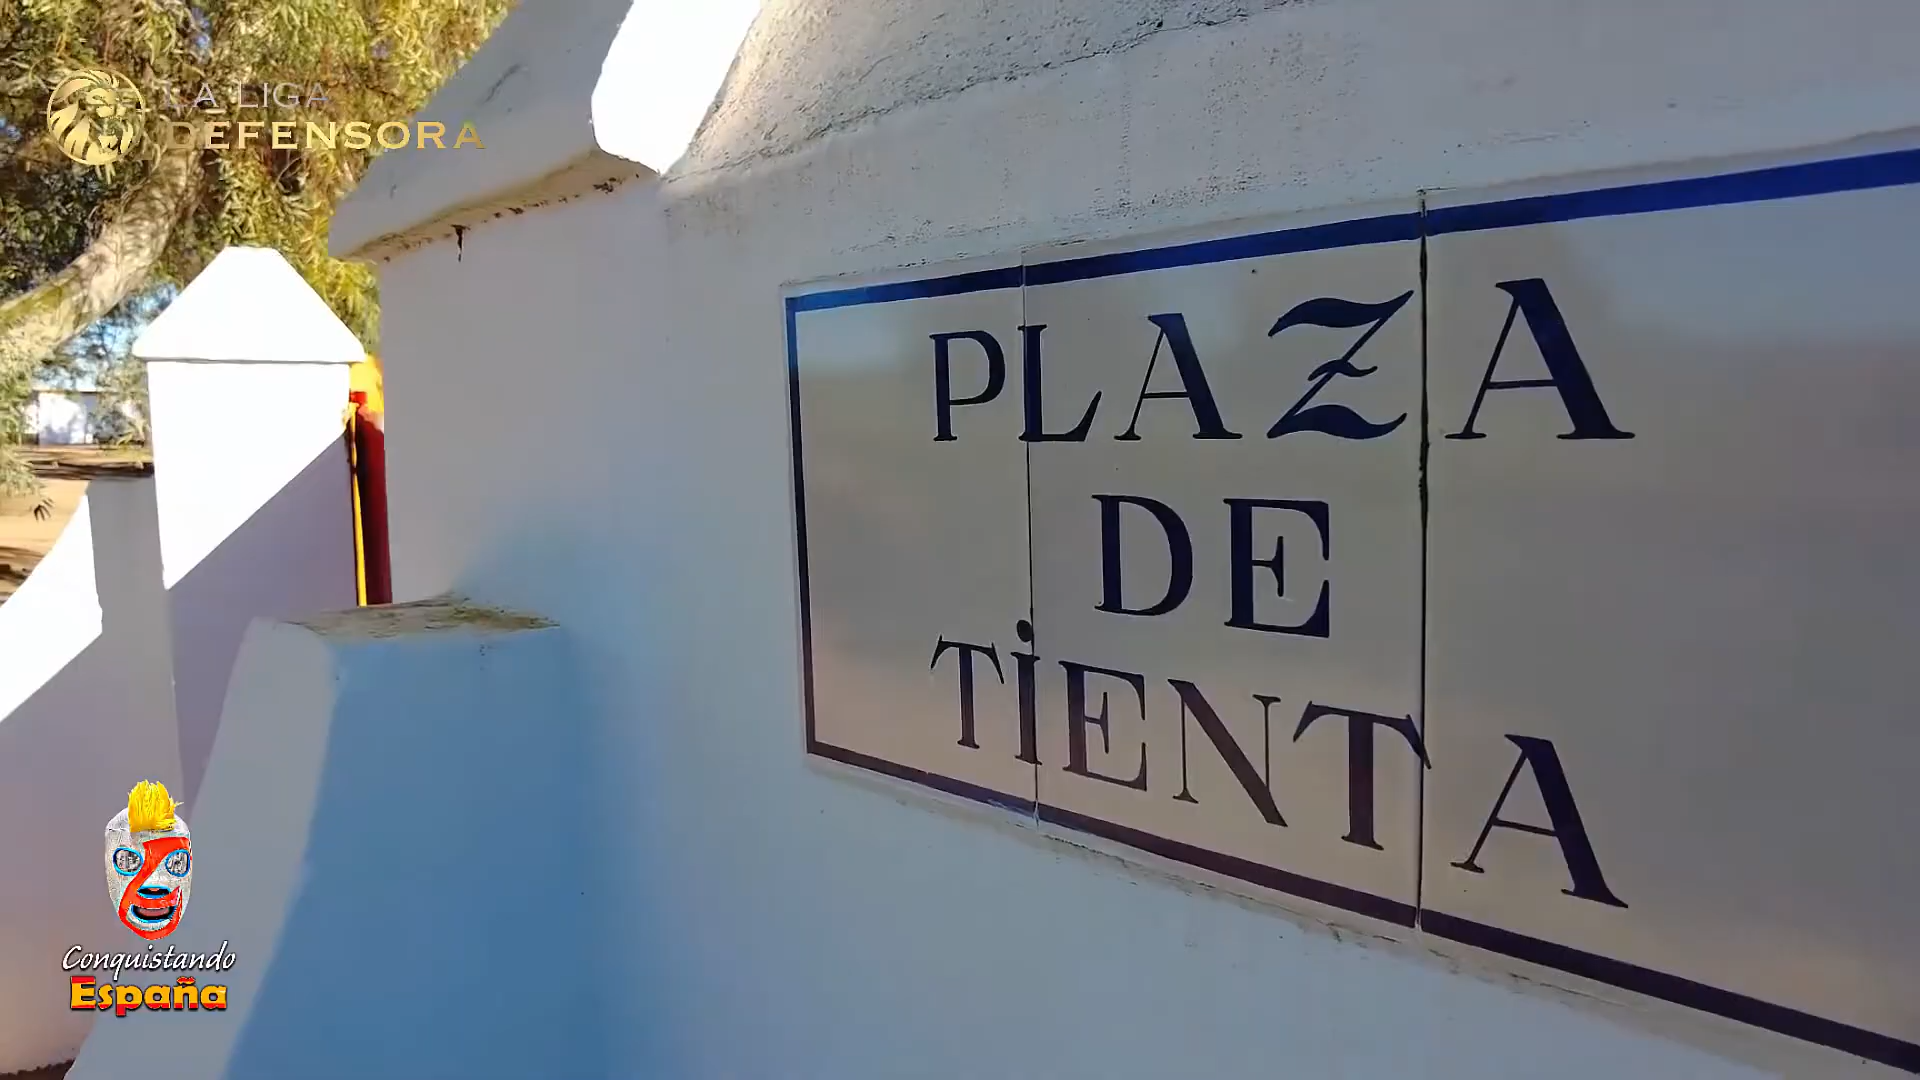 LA LIGA
DEFENSORA
PLAZA
DE
TiENTA
Conquistando
España